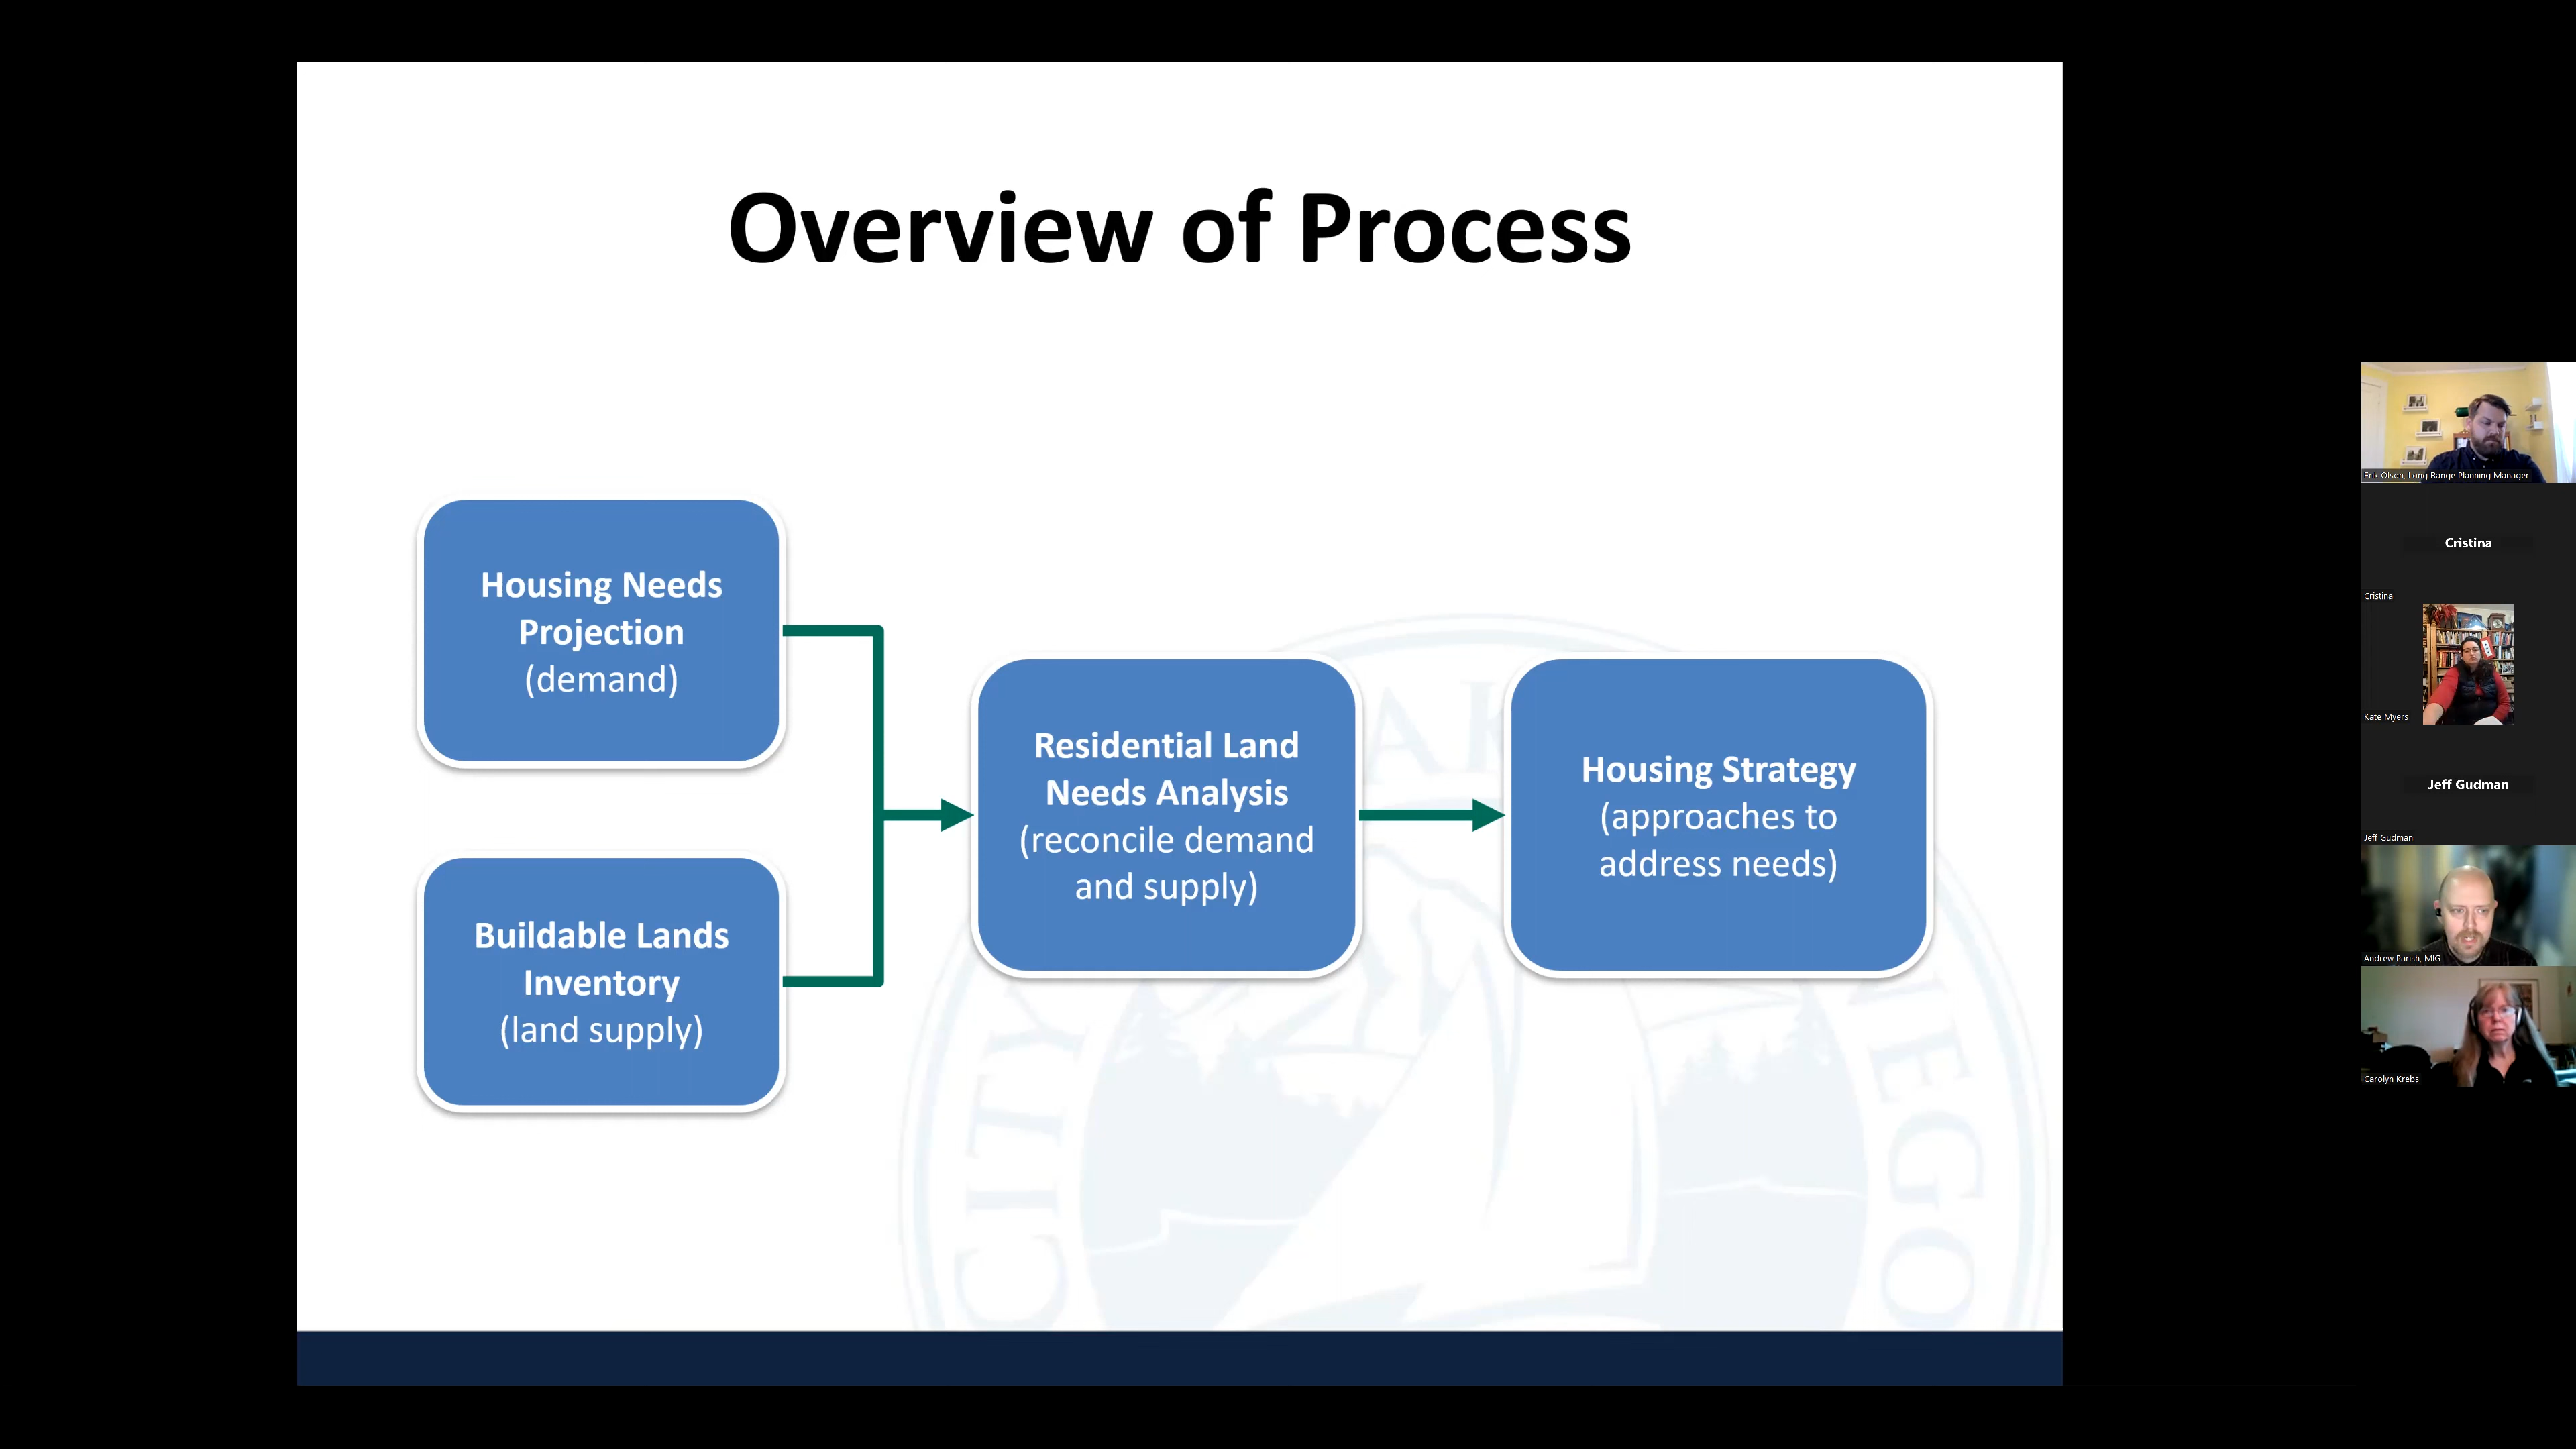 Overview of Process
Housing Needs
Projection
(demand)
Buildable Lands
Inventory
(land supply)
Residential Land
Needs Analysis
(reconcile demand
and supply)
Housing Strategy
(approaches to
address needs)
CITY
EGO
Erik Olson, Long Range Planning Manager
Cristina
Cristina
Kate Myers
Jeff Gudman
Jeff Gudman
Andrew Parish, MIG
Carolyn Krebs